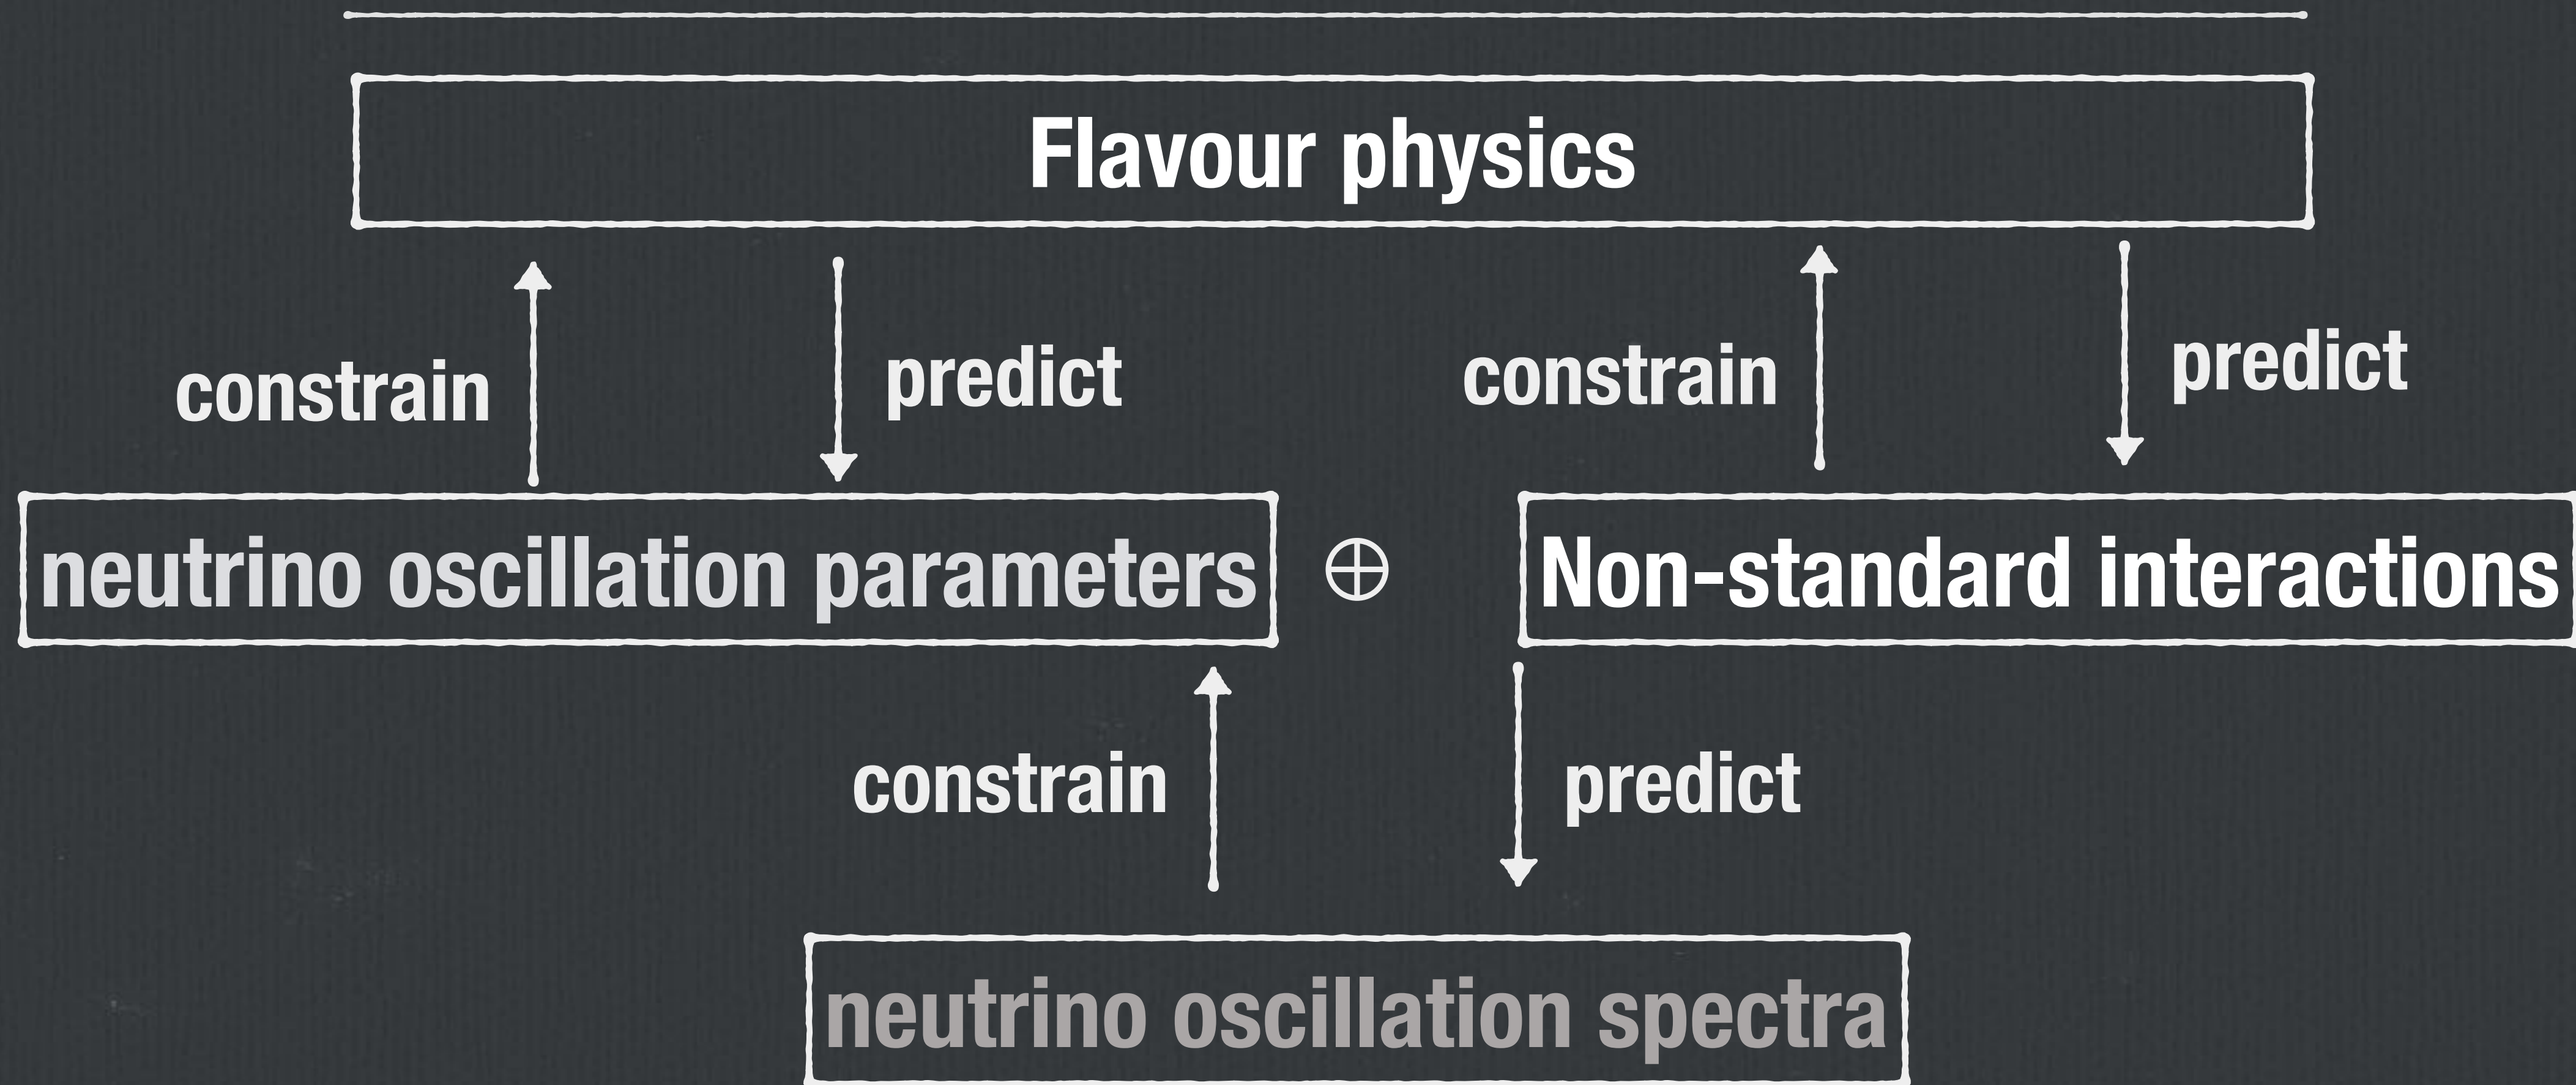 Flavour physics
constrain
predict
constrain
predict
neutrino oscillation parameters ⊕ Non-standard interactions
constrain
predict
neutrino oscillation spectra